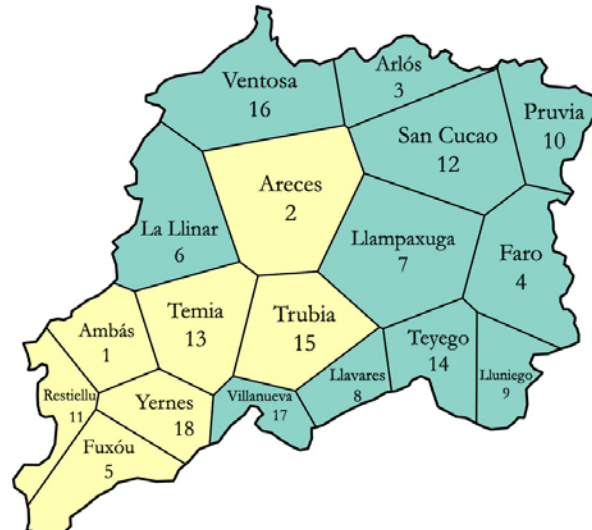 Ventosa
16
Arlós
3
Pruvia
10
San Cucao
12
Areces
2
La Llinar
6
Llampaxuga
7
Faro
4
Temia
13
Trubia
15
Ambás
1
Teyego
14
Lluniego
9
Llavares
8
Villanueva
17
Restiellu
11
Yernes
18
Fuxóu
5